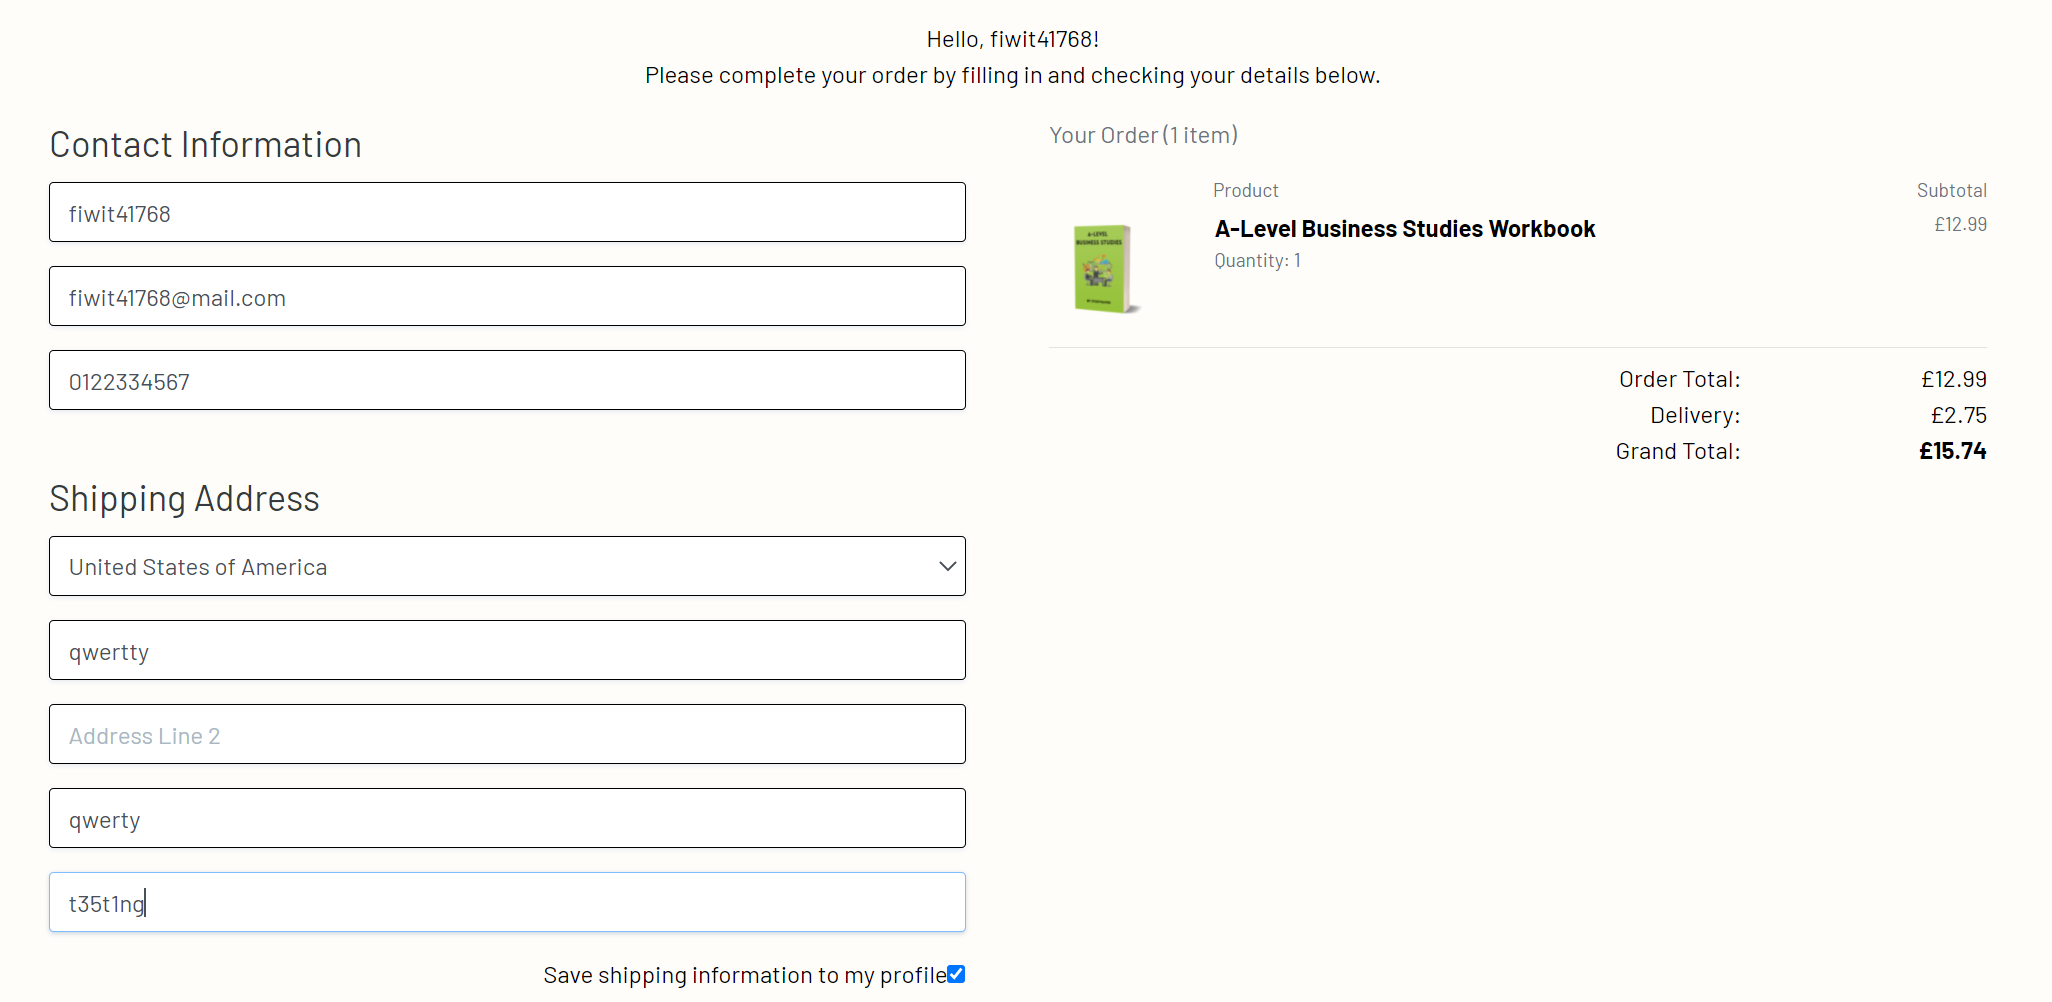 Hello, fiwit41768!
Please complete your order by filling in and checking your details below.
Contact Information
fiwit41768
fiwit41768@mail.com
0122334567
Shipping Address
United States of America
qwertty
Address Line 2
qwerty
t35t1ng
Save shipping information to my profile
Your Order (1 item)
Product
Subtotal
A-LEVEL
BUSINESS STUDIES
A-Level Business Studies Workbook
£12.99
Quantity: 1
Order Total: £12.99
Delivery: £2.75
Grand Total: £15.74